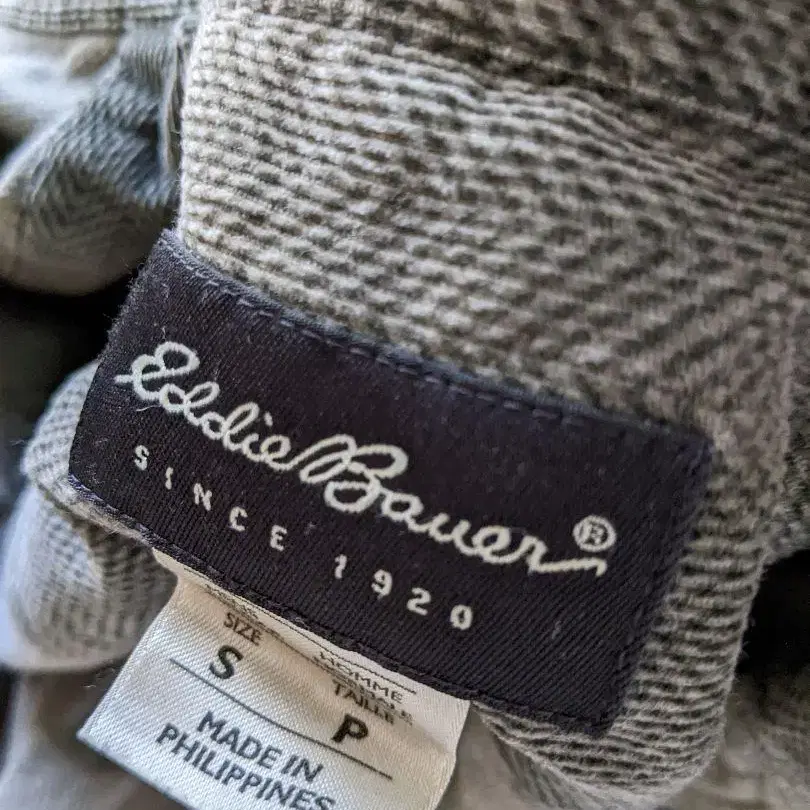 Eddie Bauer®
SINCE 1920
HOMME
SIZE
TAILLE
S
P
MADE IN
PHILIPPINES